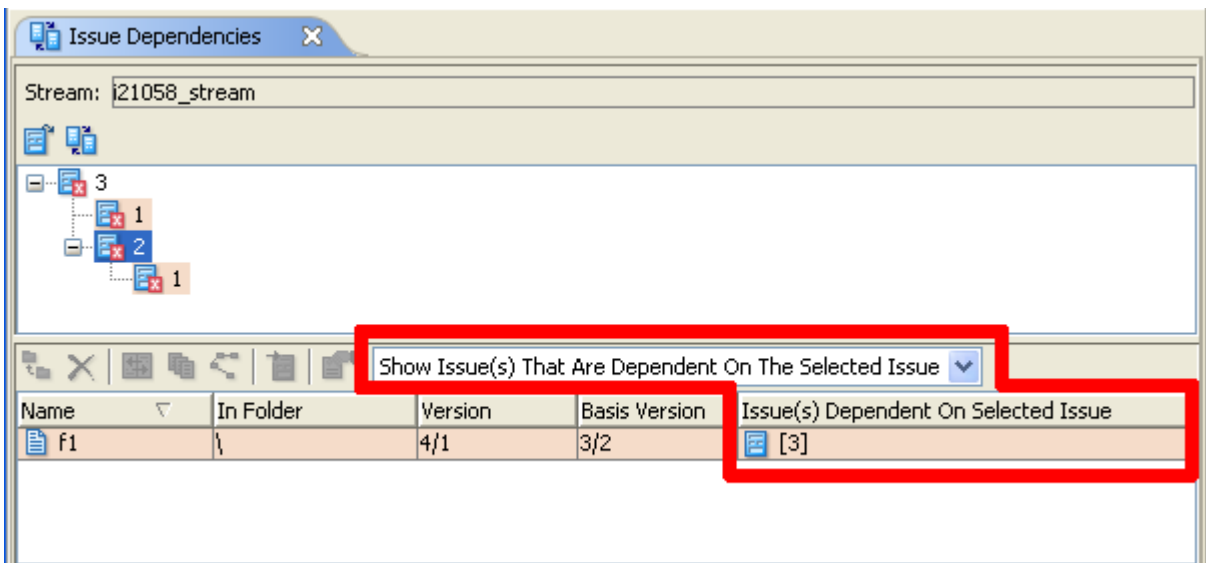 Issue Dependencies
Stream: i21058_stream
3
1
2
1
Show Issue(s) That Are Dependent On The Selected Issue
Name In Folder Version Basis Version Issue(s) Dependent On Selected Issue
f1 \ 4/1 3/2 [3]